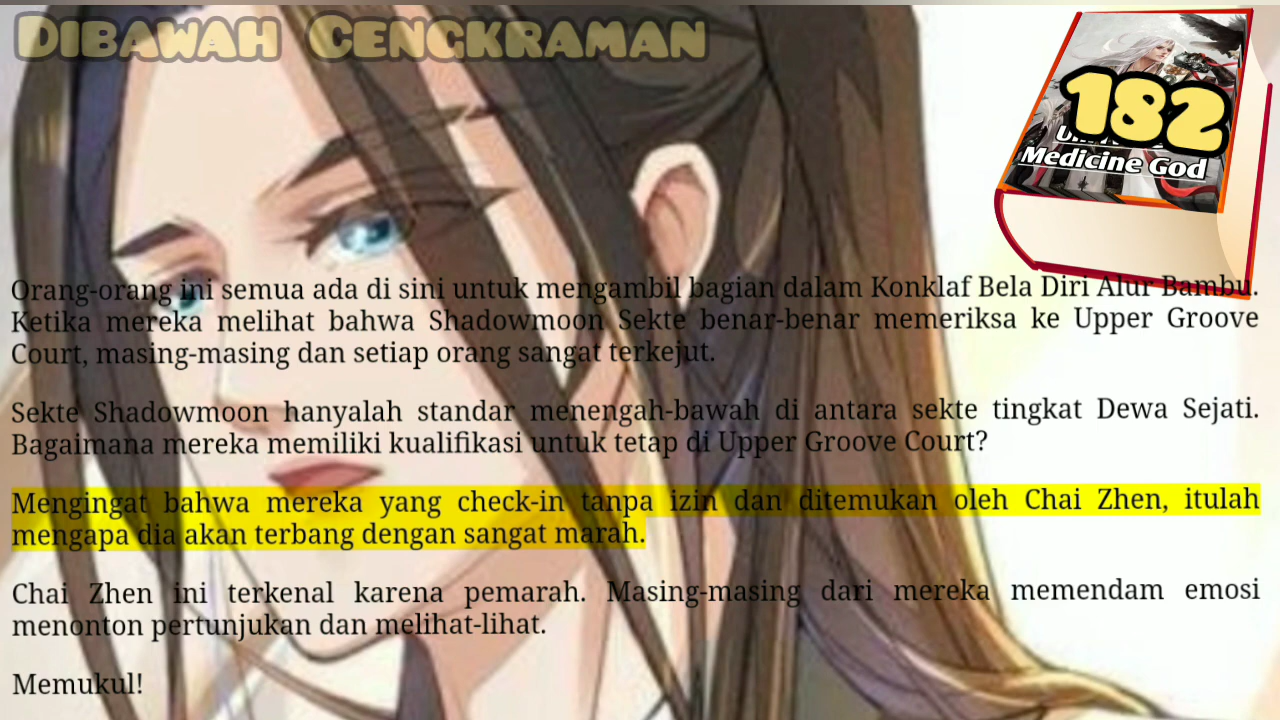 Dibawah Cengkraman
182
Medicine God
Orang-orang ini semua ada di sini untuk mengambil bagian dalam Konklaf Bela Diri Alur Bambu.
Ketika mereka melihat bahwa Shadowmoon Sekte benar-benar memeriksa ke Upper Groove
Court, masing-masing dan setiap orang sangat terkejut.
Sekte Shadowmoon hanyalah standar menengah-bawah di antara sekte tingkat Dewa Sejati.
Bagaimana mereka memiliki kualifikasi untuk tetap di Upper Groove Court?
Mengingat bahwa mereka yang check-in tanpa izin dan ditemukan oleh Chai Zhen, itulah
mengapa dia akan terbang dengan sangat marah.
Chai Zhen ini terkenal karena pemarah. Masing-masing dari mereka memendam emosi
menonton pertunjukan dan melihat-lihat.
Memukul!